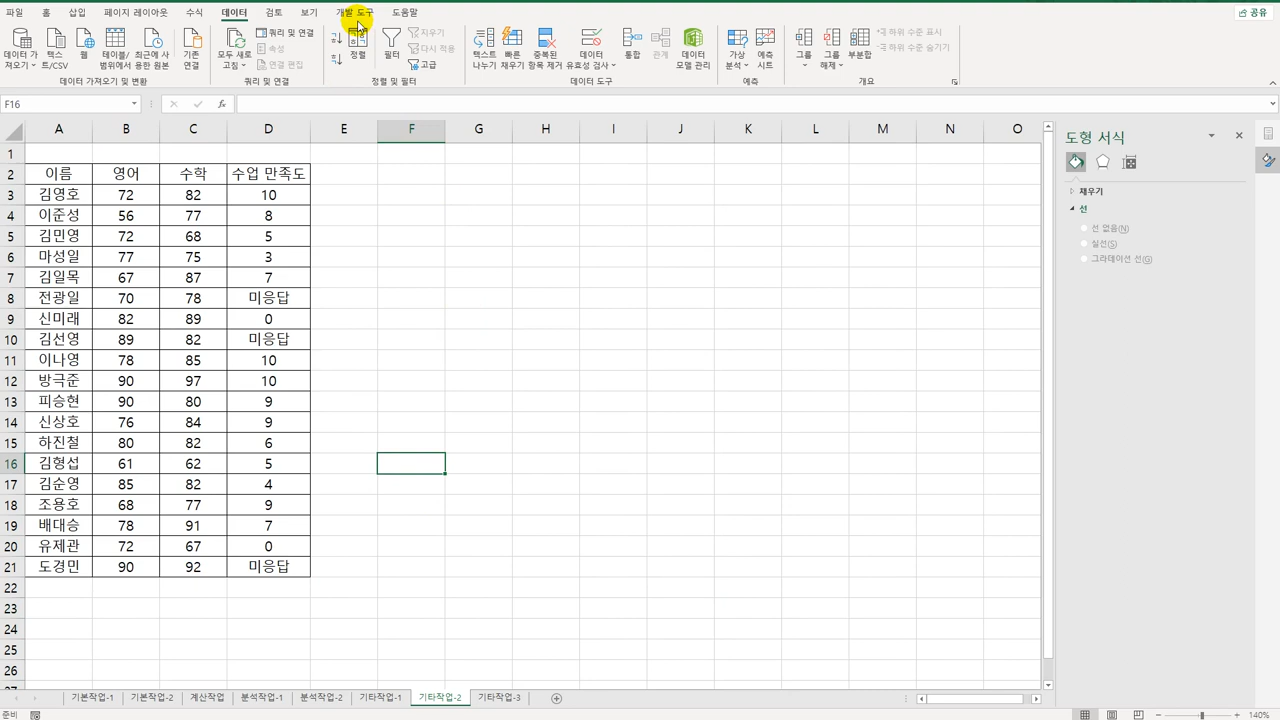 파일 홈 삽입 페이지 레이아웃 수식 데이터 검토 보기 개발 도구 도움말 공유
데이터 가져오기 텍스트/CSV 웹 테이블/범위에서 최근에 사용한 원본 기존 연결 모두 새로 고침 쿼리 및 연결 속성 연결 편집 정렬 필터 지우기 다시 적용 고급 텍스트 나누기 빠른 채우기 중복된 항목 제거 데이터 유효성 검사 통합 관계 데이터 모델 관리 가상 분석 예측 시트 그룹 그룹 해제 부분합 하위 수준 표시 하위 수준 숨기기
데이터 가져오기 및 변환 쿼리 및 연결 정렬 및 필터 데이터 도구 예측 개요
F16 fx
A B C D E F G H I J K L M N O
1
2 이름 영어 수학 수업 만족도
3 김영호 72 82 10
4 이준성 56 77 8
5 김민영 72 68 5
6 마성일 77 75 3
7 김일목 67 87 7
8 전광일 70 78 미응답
9 신미래 82 89 0
10 김선영 89 82 미응답
11 이나영 78 85 10
12 방극준 90 97 10
13 피승현 90 80 9
14 신상호 76 84 9
15 하진철 80 82 6
16 김형섭 61 62 5
17 김순영 85 82 4
18 조용호 68 77 9
19 배대승 78 91 7
20 유제관 72 67 0
21 도경민 90 92 미응답
22
23
24
25
26
27
도형 서식
채우기
선
선 없음(N)
실선(S)
그라데이션 선(G)
기본작업-1 기본작업-2 계산작업 분석작업-1 분석작업-2 기타작업-1 기타작업-2 기타작업-3
준비 140%